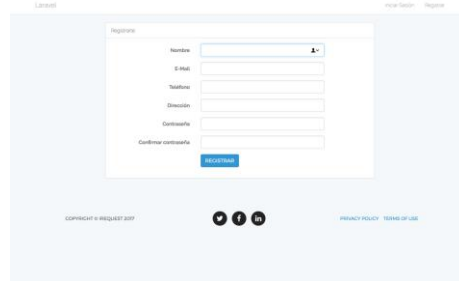 Laravel
Iniciar Sesión Registrar
Registrarse
Nombre
E-Mail
Teléfono
Dirección
Contraseña
Confirmar contraseña
REGISTRAR
COPYRIGHT © IREQUEST 2017
PRIVACY POLICY TERMS OF USE